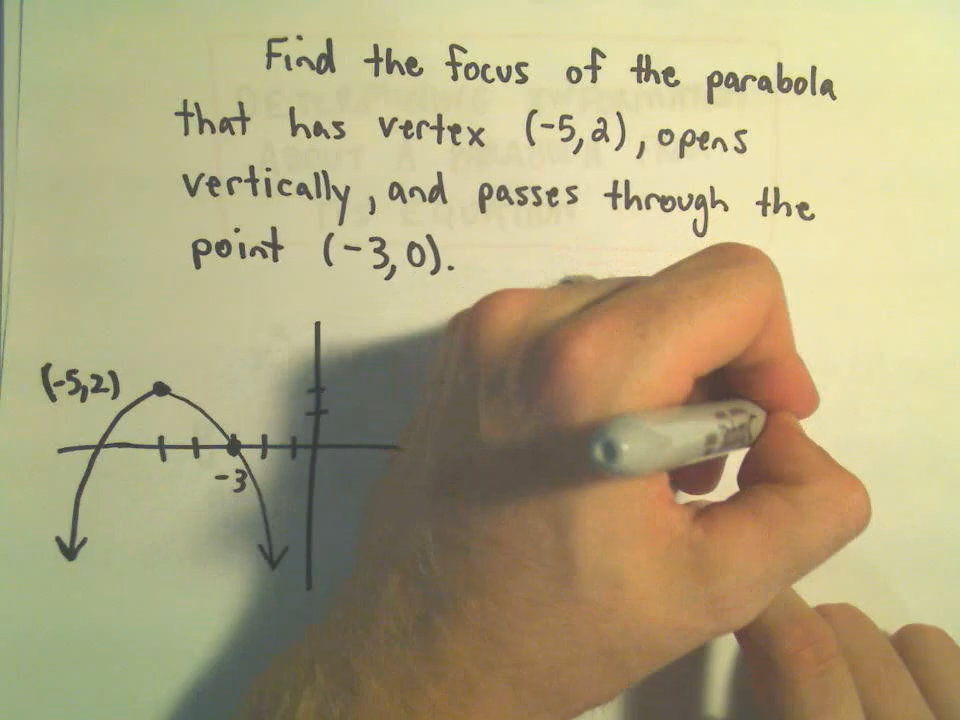 Find the focus of the parabola
that has vertex (-5,2), opens
vertically, and passes through the
point (-3,0).
(-5,2)
-3